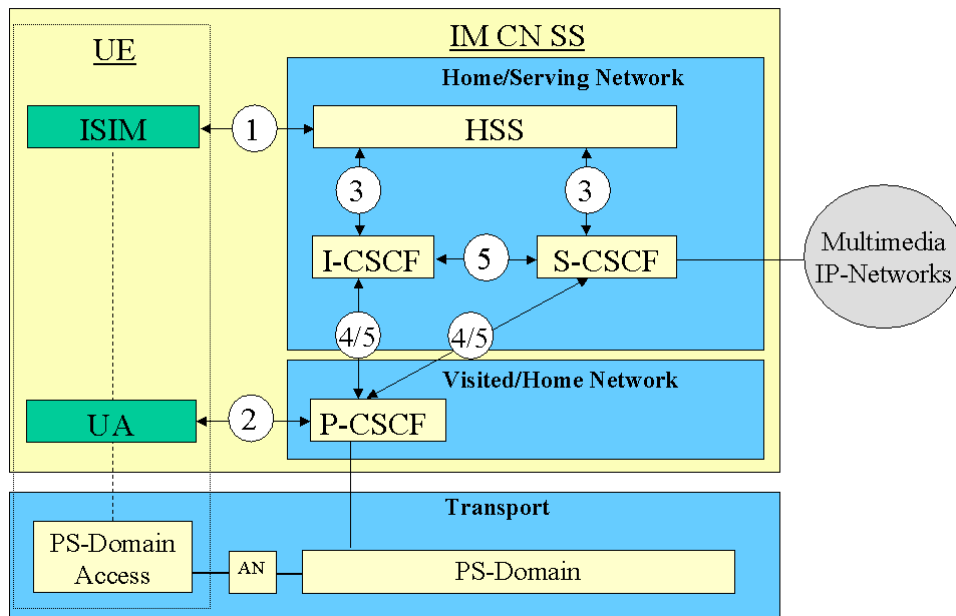 UE
IM CN SS
Home/Serving Network
ISIM
1
HSS
3
3
I-CSCF
5
S-CSCF
Multimedia
IP-Networks
4/5
4/5
Visited/Home Network
UA
2
P-CSCF
Transport
PS-Domain
Access
AN
PS-Domain